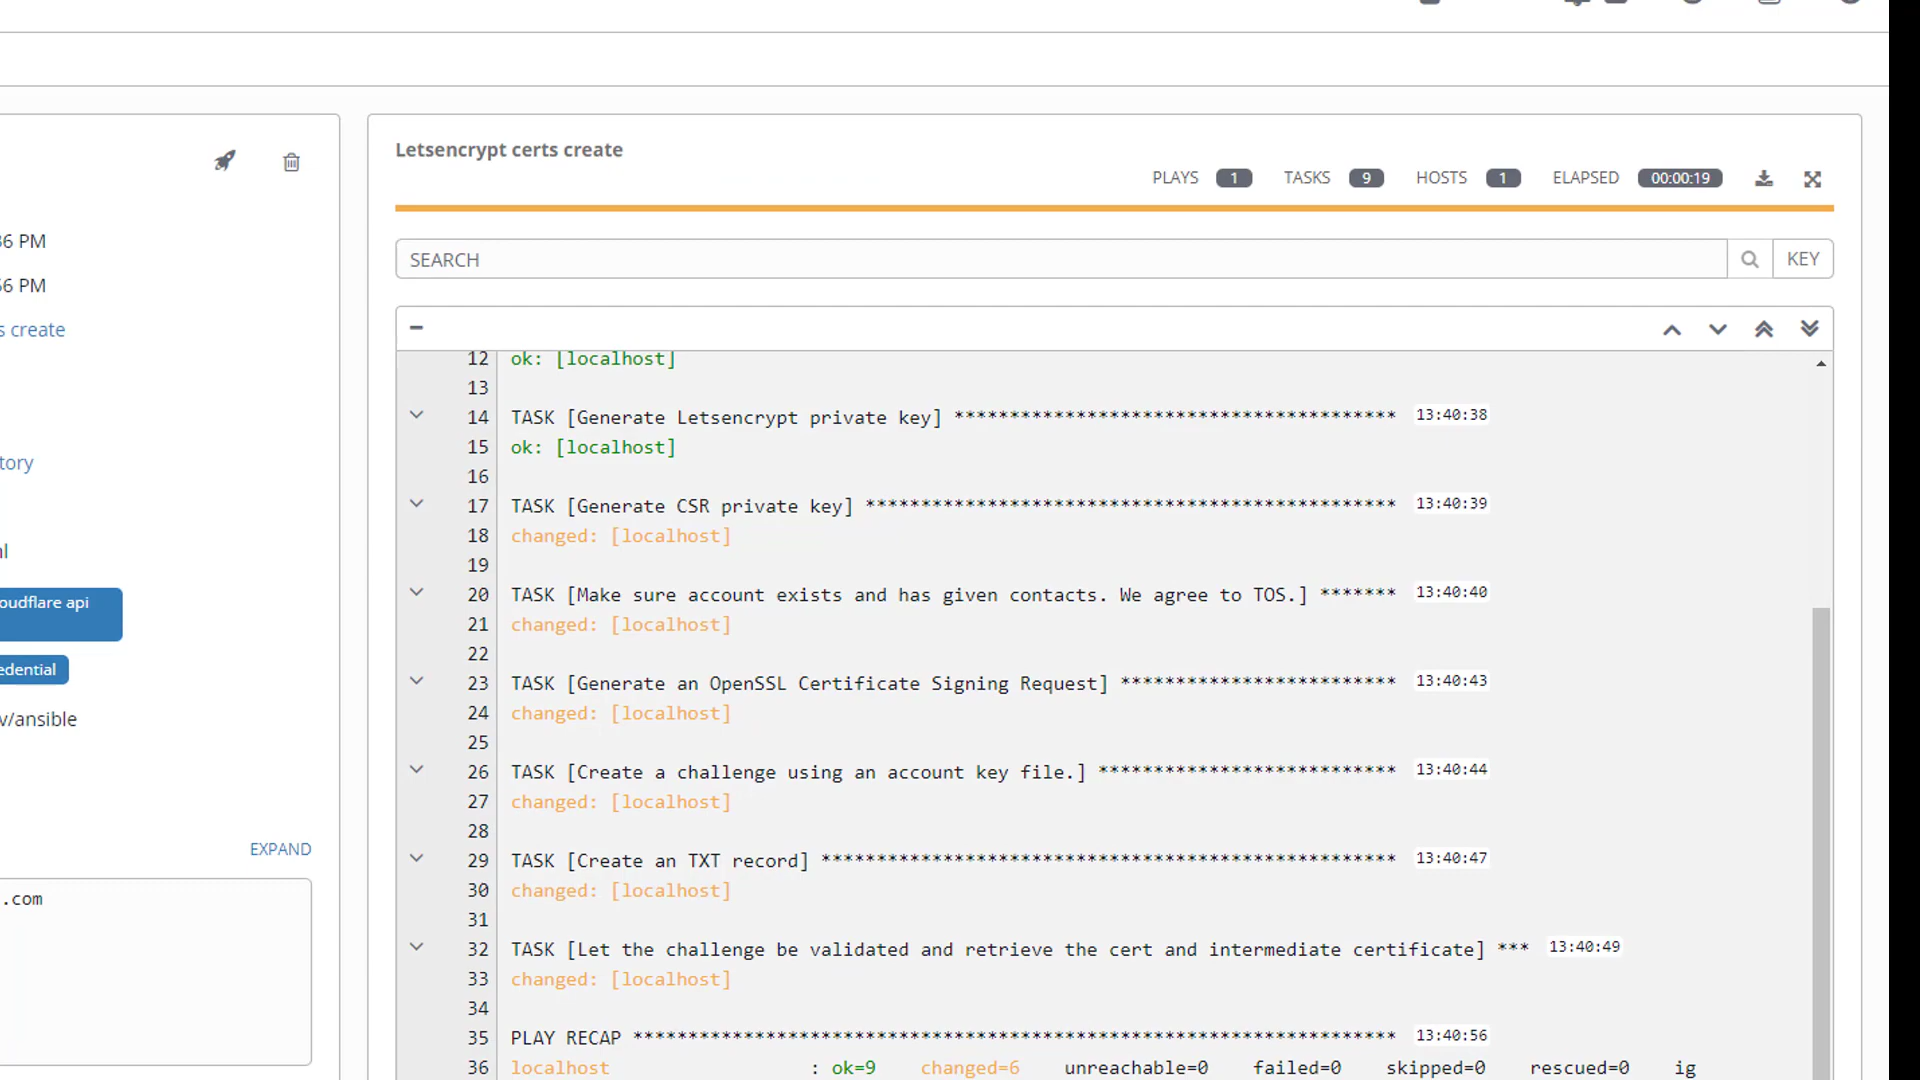 Letsencrypt certs create
PLAYS 1 TASKS 9 HOSTS 1 ELAPSED 00:00:19
SEARCH KEY
36 PM
56 PM
s create
tory
oudflare api
edential
v/ansible
EXPAND
.com
12 ok: [localhost]
13
14 TASK [Generate Letsencrypt private key] **************************************** 13:40:38
15 ok: [localhost]
16
17 TASK [Generate CSR private key] ************************************************ 13:40:39
18 changed: [localhost]
19
20 TASK [Make sure account exists and has given contacts. We agree to TOS.] ******* 13:40:40
21 changed: [localhost]
22
23 TASK [Generate an OpenSSL Certificate Signing Request] ************************* 13:40:43
24 changed: [localhost]
25
26 TASK [Create a challenge using an account key file.] *************************** 13:40:44
27 changed: [localhost]
28
29 TASK [Create an TXT record] **************************************************** 13:40:47
30 changed: [localhost]
31
32 TASK [Let the challenge be validated and retrieve the cert and intermediate certificate] *** 13:40:49
33 changed: [localhost]
34
35 PLAY RECAP ********************************************************************* 13:40:56
36 localhost : ok=9 changed=6 unreachable=0 failed=0 skipped=0 rescued=0 ig